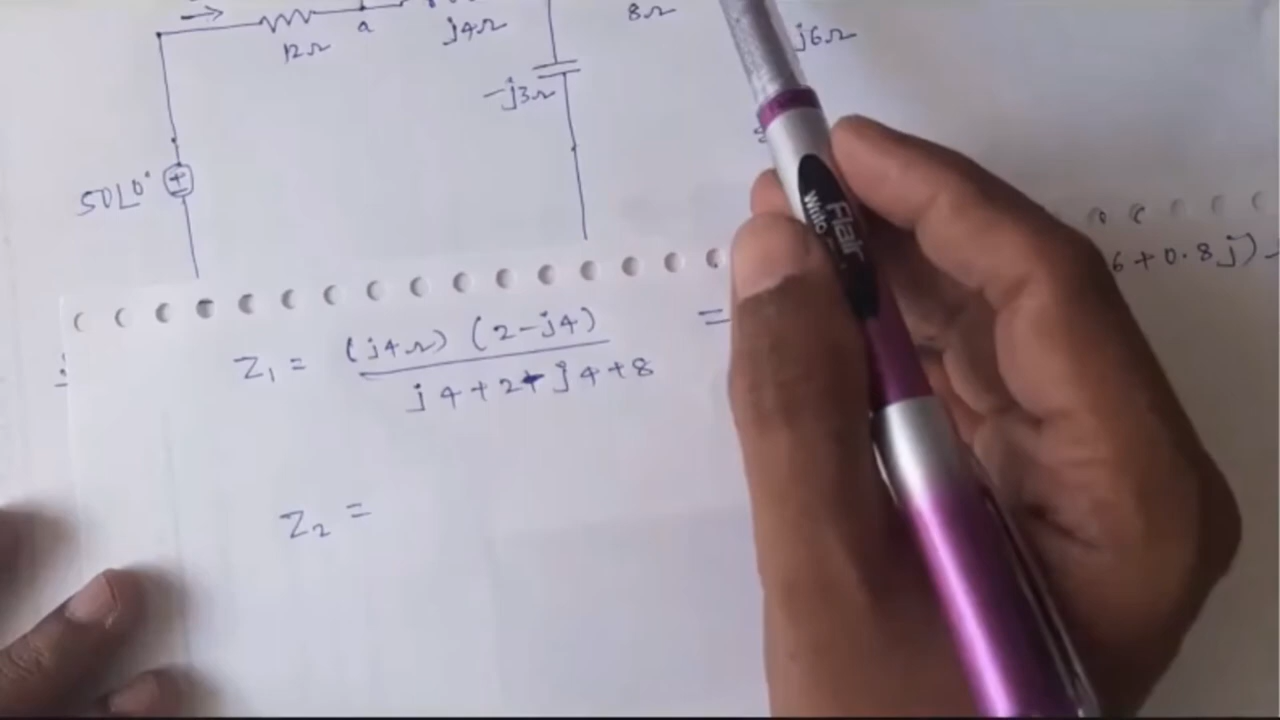 12Ω a j4Ω 8Ω j6Ω
-j3Ω
50∠0° +
Flair
Writo
6+0.8j)
Z₁ = (j4Ω) (2-j4) =
j4+2-j4+8
Z₂ =